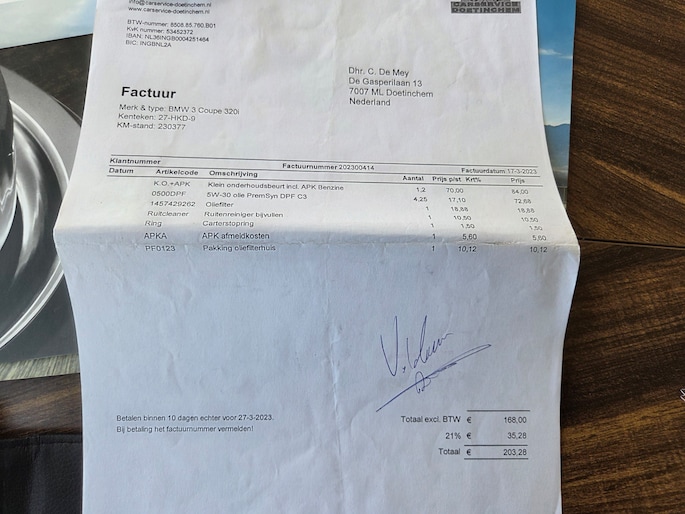 info@carservice-doetinchem.nl
www.carservice-doetinchem.nl
CARSERVICE
DOETINCHEM
BTW-nummer: 8508.85.760.B01
KvK nummer: 53452372
IBAN: NL36INGB0004251464
BIC: INGBNL2A
Dhr. C. De Mey
De Gasperilaan 13
7007 ML Doetinchem
Nederland
Factuur
Merk & type: BMW 3 Coupe 320i
Kenteken: 27-HKD-9
KM-stand: 230377
Klantnummer Factuurnummer 202300414 Factuurdatum 17-3-2023
Datum Artikelcode Omschrijving Aantal Prijs p/st Krt% Prijs
K.O.+APK Klein onderhoudsbeurt incl. APK Benzine 1,2 70,00 84,00
0500DPF 5W-30 olie PremSyn DPF C3 4,25 17,10 72,68
1457429262 Oliefilter 1 18,88 18,88
Ruitcleaner Ruitenreiniger bijvullen 1 10,50 10,50
Ring Carterstopring 1 1,50 1,50
APKA APK afmeldkosten 1 5,60 5,60
PF0123 Pakking oliefilterhuis 1 10,12 10,12
Betalen binnen 10 dagen echter voor 27-3-2023.
Bij betaling het factuurnummer vermelden!
Totaal excl. BTW € 168,00
21% € 35,28
Totaal € 203,28